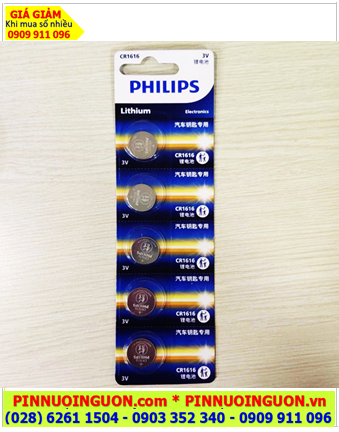 GIÁ GIẢM
Khi mua số nhiều
0909 911 096
CR1616
3V
锂电池
PHILIPS
Lithium
Electronics
汽车钥匙专用
CR1616
锂电池
3V
汽车钥匙专用
CR1616
锂电池
3V
汽车钥匙专用
CR1616
锂电池
3V
汽车钥匙专用
CR1616
锂电池
3V
汽车钥匙专用
CR1616
锂电池
3V
PINNUOINGUON.com * PINNUOINGUON.vn
(028) 6261 1504 - 0903 352 340 - 0909 911 096